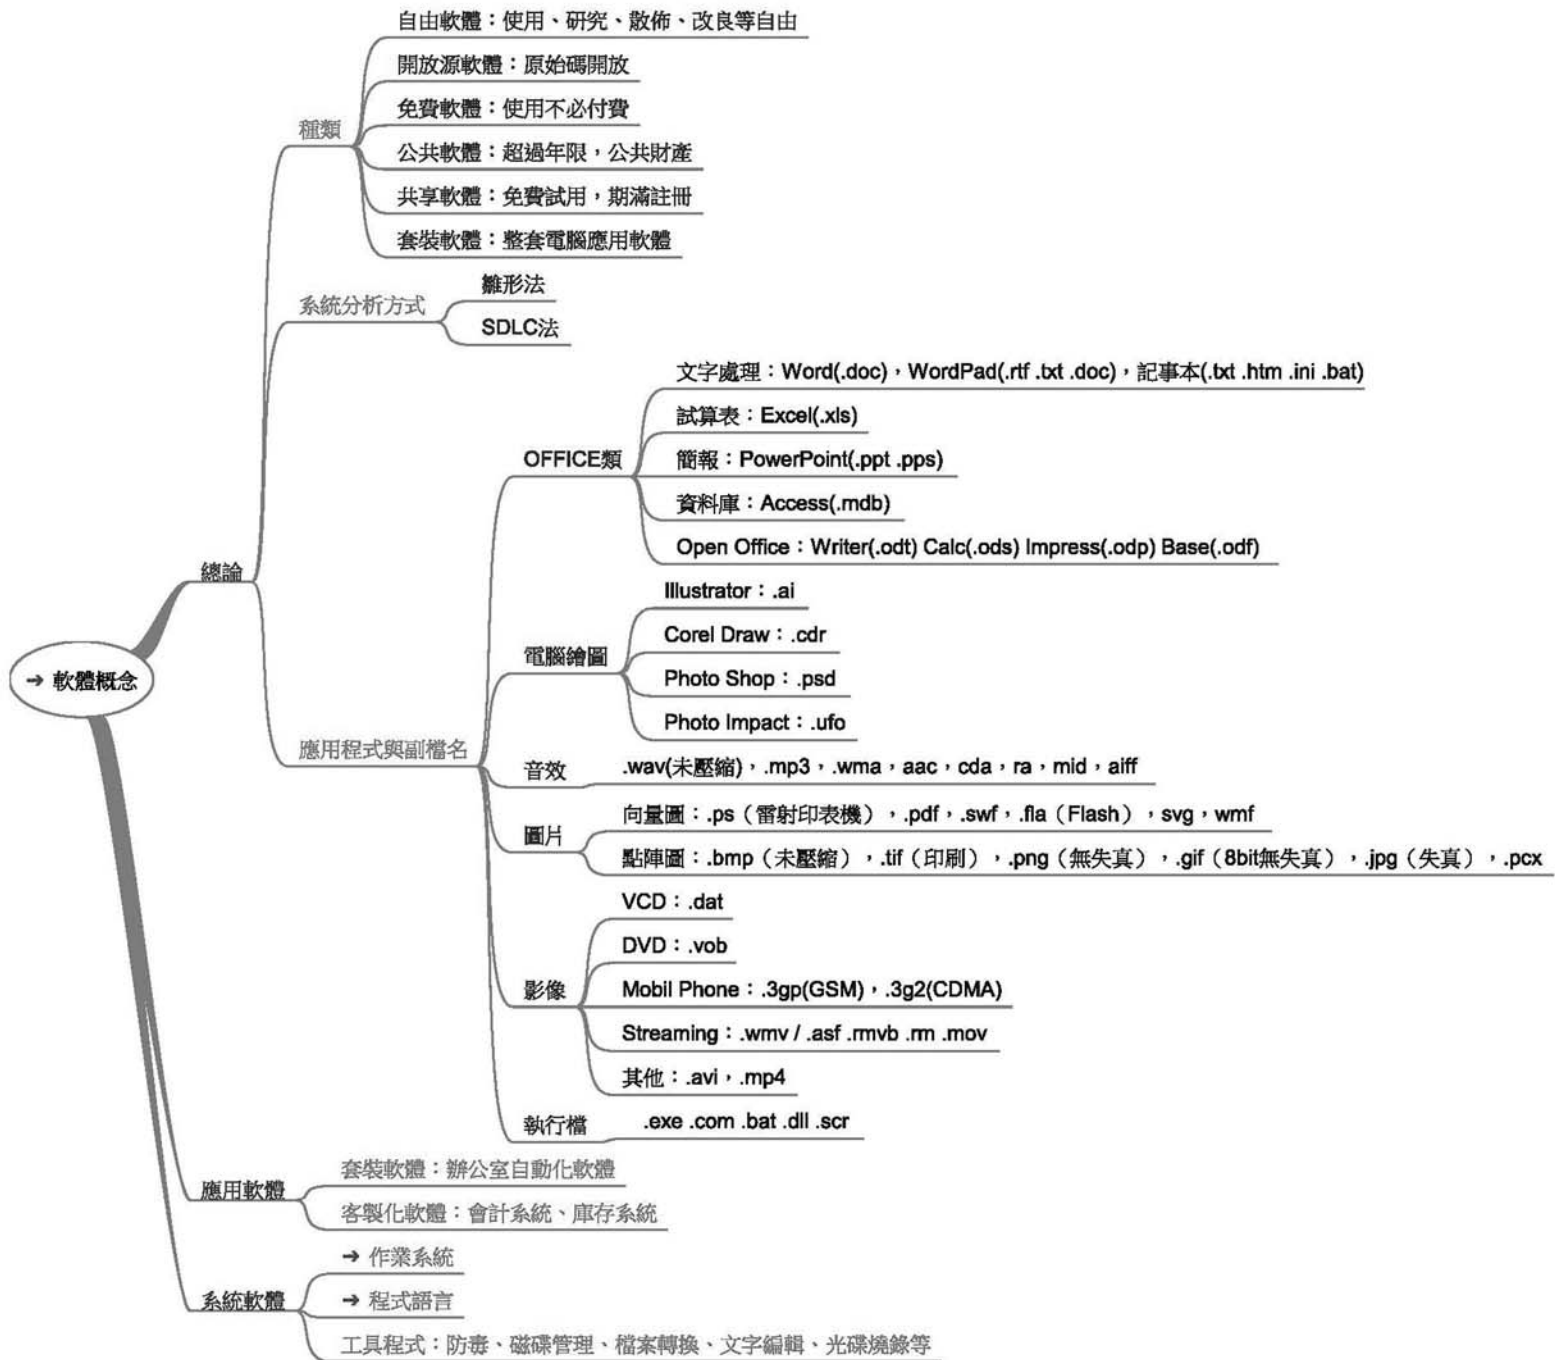 自由軟體：使用、研究、散佈、改良等自由
開放源軟體：原始碼開放
免費軟體：使用不必付費
種類
公共軟體：超過年限，公共財產
共享軟體：免費試用，期滿註冊
套裝軟體：整套電腦應用軟體
雛形法
系統分析方式
SDLC法
文字處理：Word(.doc)，WordPad(.rtf .txt .doc)，記事本(.txt .htm .ini .bat)
試算表：Excel(.xls)
OFFICE類
簡報：PowerPoint(.ppt .pps)
資料庫：Access(.mdb)
Open Office：Writer(.odt) Calc(.ods) Impress(.odp) Base(.odf)
總論
Illustrator：.ai
Corel Draw：.cdr
電腦繪圖
→ 軟體概念
Photo Shop：.psd
Photo Impact：.ufo
應用程式與副檔名
音效
.wav(未壓縮)，.mp3，.wma，aac，cda，ra，mid，aiff
向量圖：.ps（雷射印表機），.pdf，.swf，.fla（Flash），svg，wmf
圖片
點陣圖：.bmp（未壓縮），.tif（印刷），.png（無失真），.gif（8bit無失真），.jpg（失真），.pcx
VCD：.dat
DVD：.vob
影像
Mobil Phone：.3gp(GSM)，.3g2(CDMA)
Streaming：.wmv / .asf .rmvb .rm .mov
其他：.avi，.mp4
執行檔
.exe .com .bat .dll .scr
套裝軟體：辦公室自動化軟體
應用軟體
客製化軟體：會計系統、庫存系統
→ 作業系統
系統軟體
→ 程式語言
工具程式：防毒、磁碟管理、檔案轉換、文字編輯、光碟燒錄等